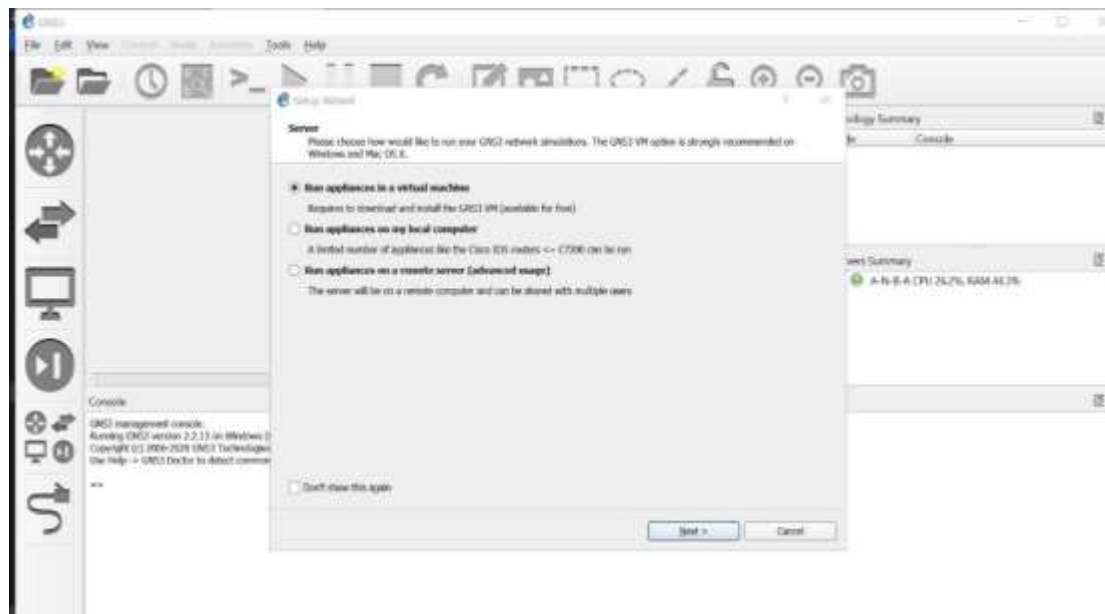 GNS3
File Edit View Control Node Annotate Tools Help
Setup Wizard
Server
Please choose how would like to run your GNS3 network simulations. The GNS3 VM option is strongly recommended on
Windows and Mac OS X.
Run appliances in a virtual machine
Requires to download and install the GNS3 VM (available for free)
Run appliances on my local computer
A limited number of appliances like the Cisco IOS routers <= C7200 can be run
Run appliances on a remote server (advanced usage)
The server will be on a remote computer and can be shared with multiple users
Don't show this again
Next >
Cancel
Summary
Console
Summary
A-N-B-A CPU 26.2%, RAM
Console
GNS3 management console.
Running GNS3 version 2.2.13 on Windows
Copyright (c) 2006-2020 GNS3 Technologies
Use Help -> GNS3 Doctor to detect common
=>